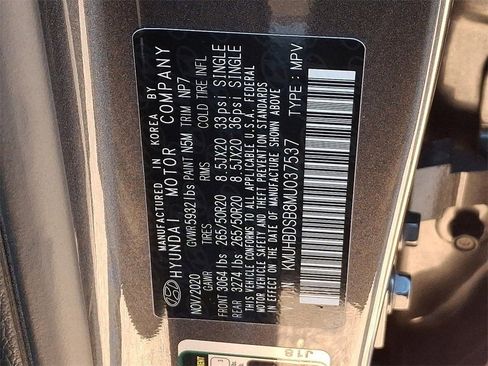 MANUFACTURED IN KOREA BY
HYUNDAI MOTOR COMPANY
GVWR 5932 lbs PAINT N5M TRIM NIP7
NOV/2020 GAWR RIMS COLD TIRE INFL
FRONT 3064 lbs 265/50R20 8.5JX20 33psi SINGLE
REAR 3274 lbs 265/50R20 8.5JX20 36psi SINGLE
THIS VEHICLE CONFORMS TO ALL APPLICABLE U.S.A. FEDERAL
MOTOR VEHICLE SAFETY AND THEFT PREVENTION STANDARDS
IN EFFECT ON THE DATE OF MANUFACTURE SHOWN ABOVE
KMUHBDSB8MU037537 TYPE : MPV
J18